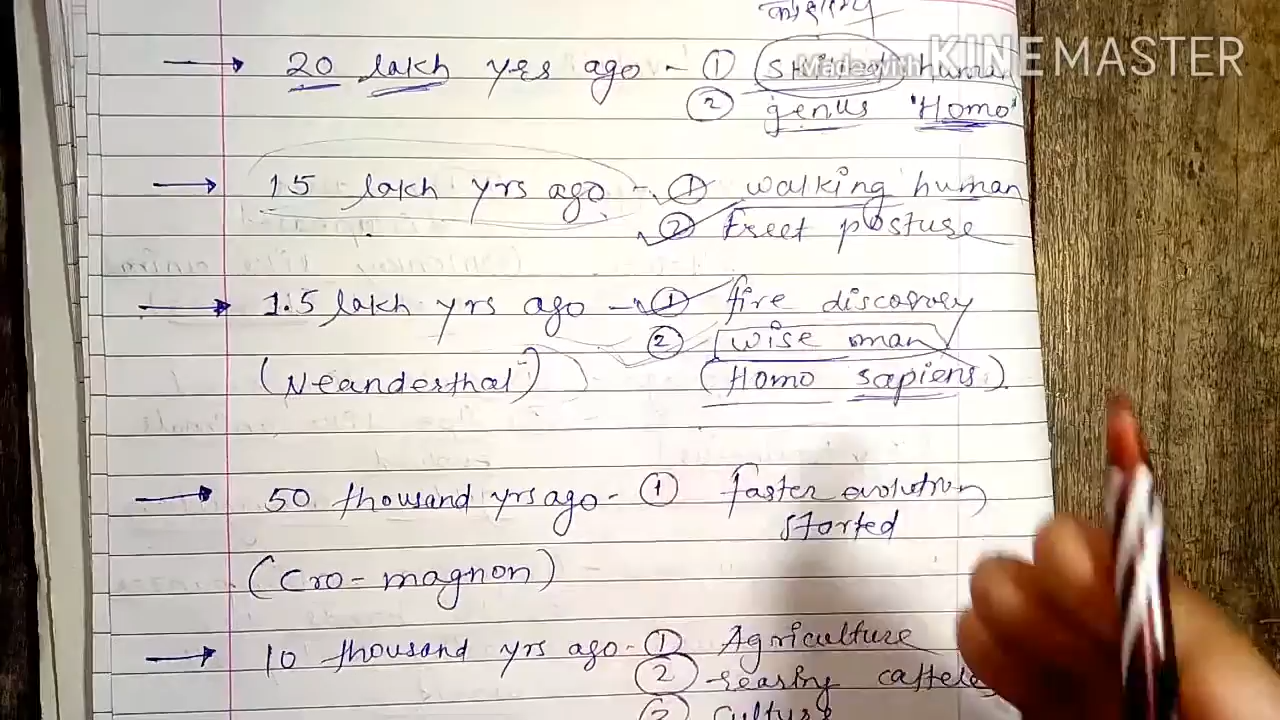 → 20 lakh yrs ago - ① human
② genus 'Homo'
→ 15 lakh yrs ago - ① walking human
② Erect posture
→ 1.5 lakh yrs ago - ① fire discovery
② wise man
(Neanderthal) (Homo sapiens).
→ 50 thousand yrs ago - ① faster evolution
started
(Cro-magnon)
→ 10 thousand yrs ago - ① Agriculture
② rearing
culture
Made with KINEMASTER